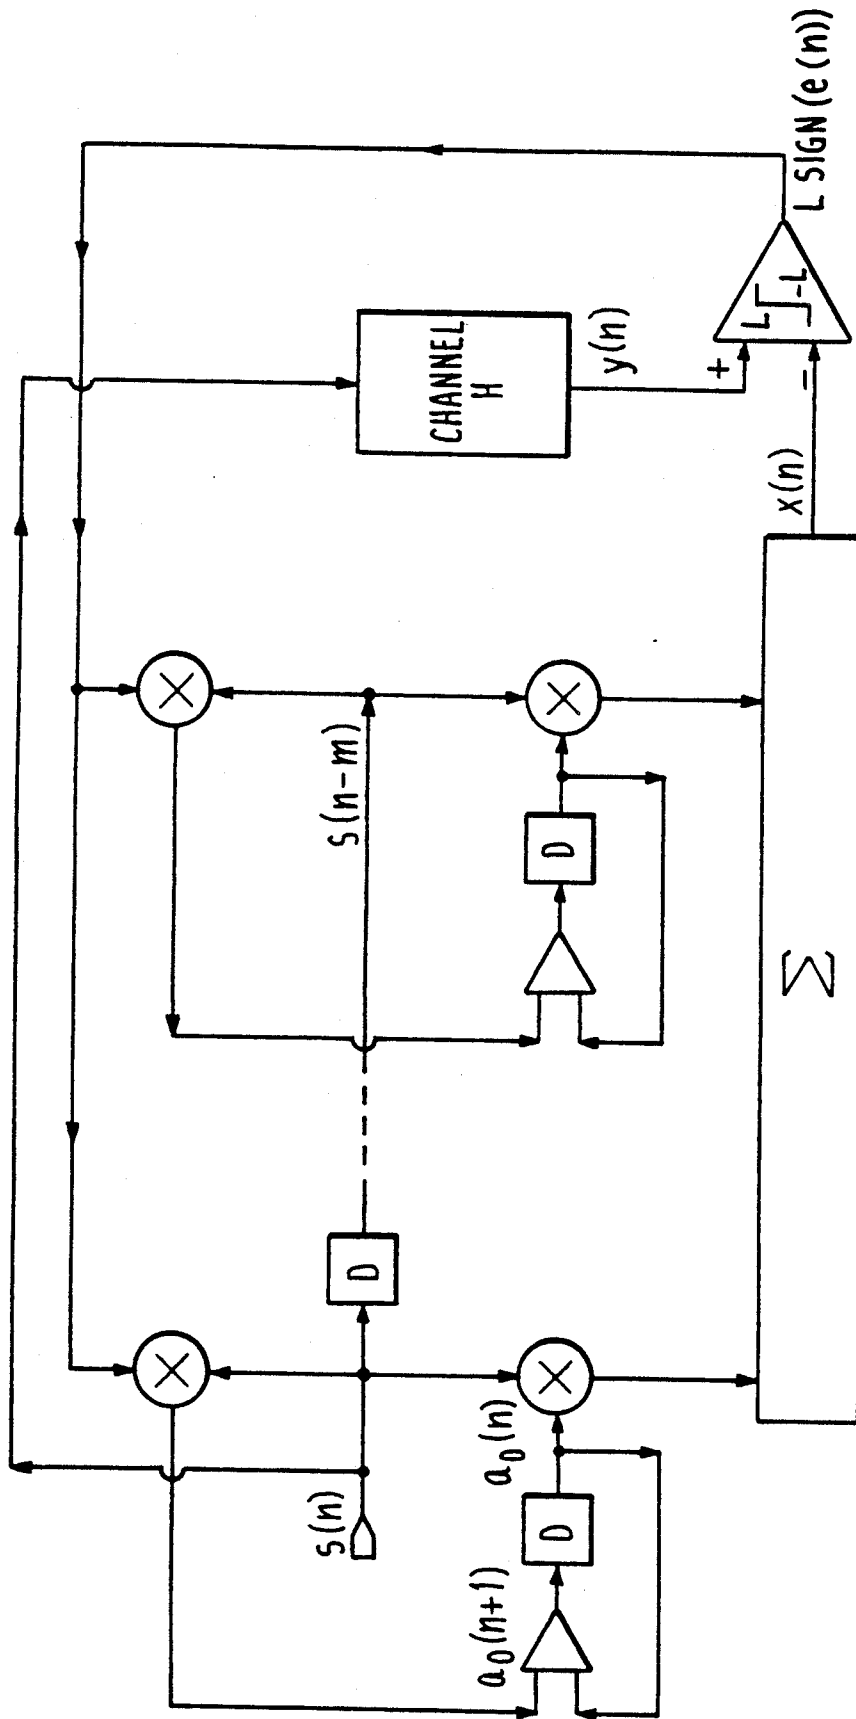 CHANNEL
H
y(n)
+
L
-L
L SIGN(e(n))
−
x(n)
S(n)
D
S(n-m)
a₀(n+1)
D
a₀(n)
D
Σ